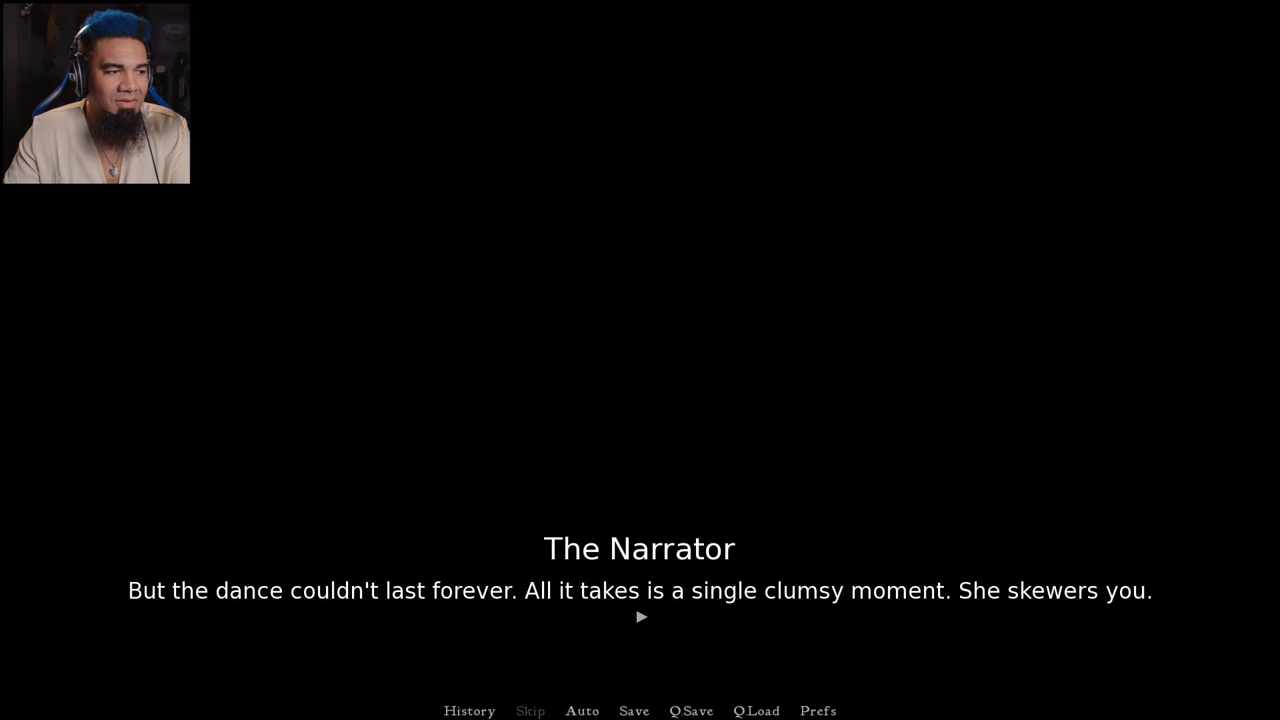 The Narrator
But the dance couldn't last forever. All it takes is a single clumsy moment. She skewers you.
History Skip Auto Save Q.Save Q.Load Prefs